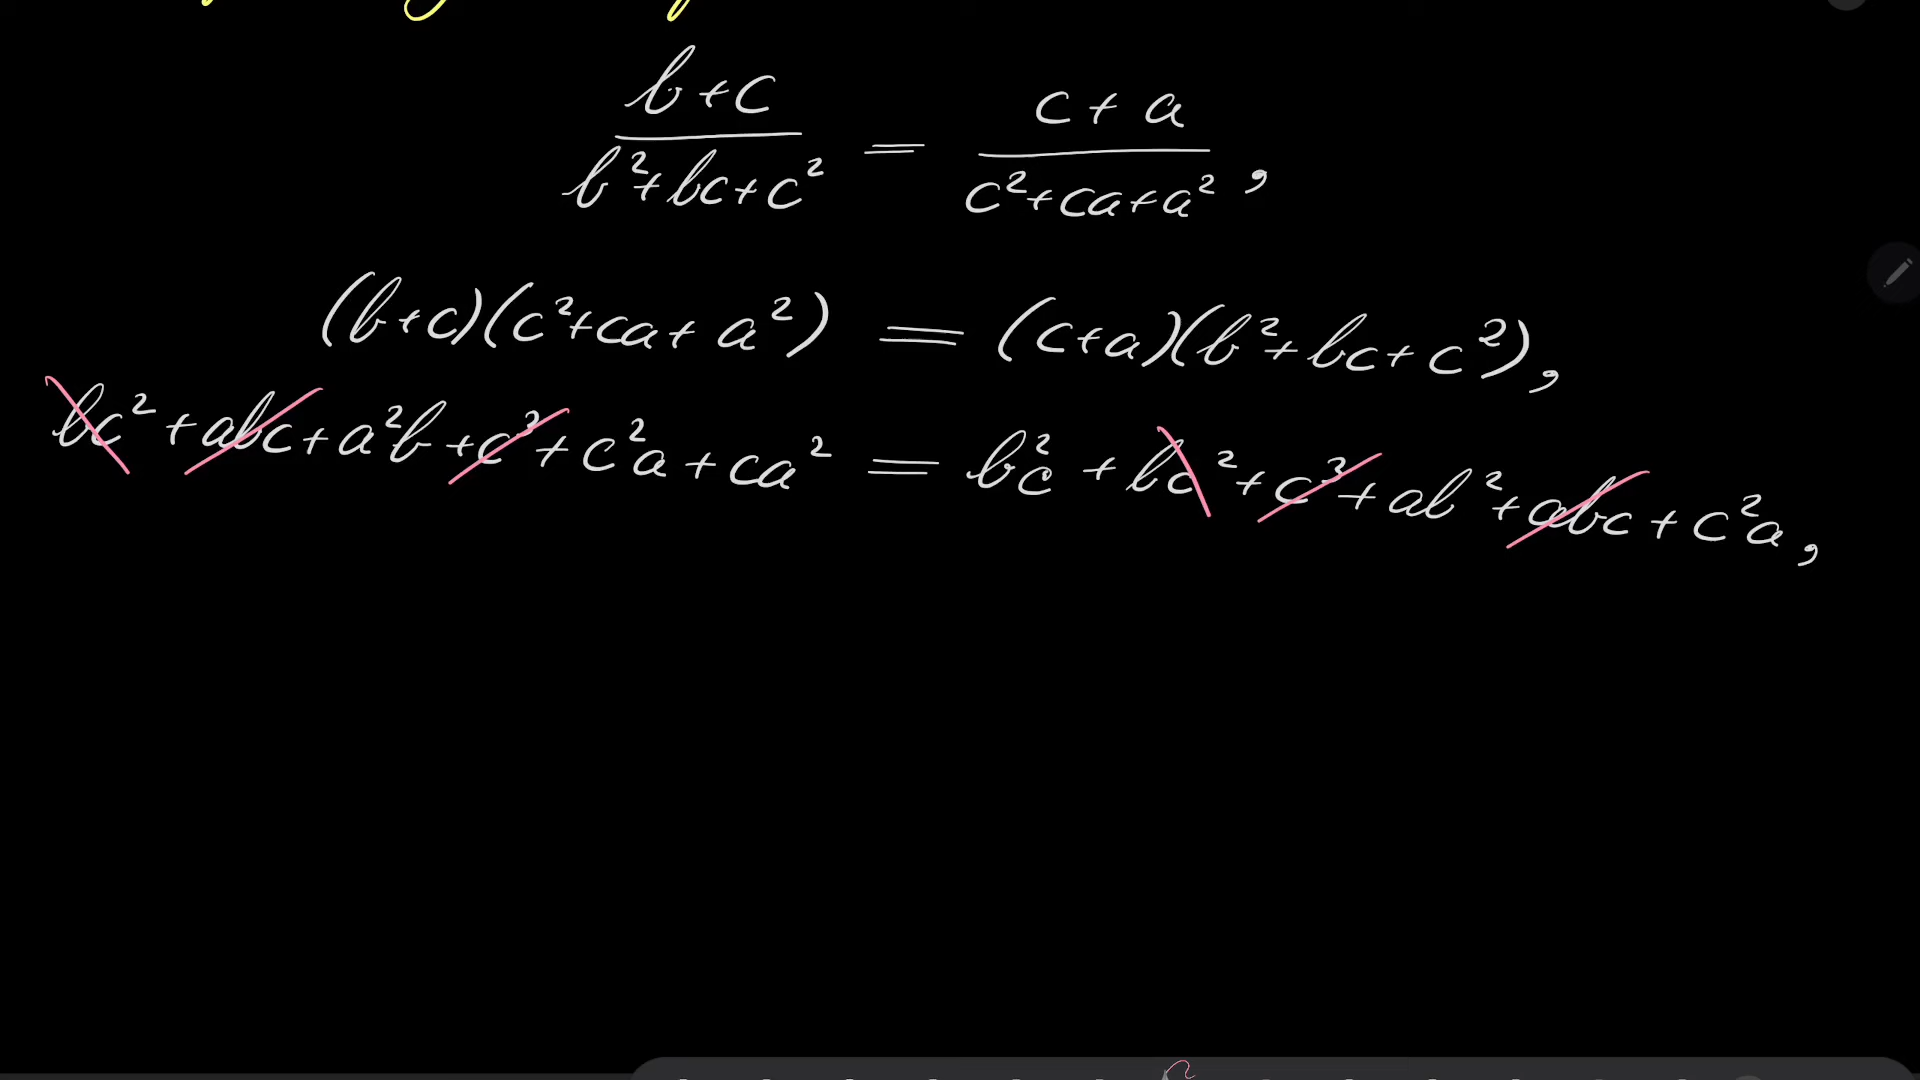 (b+c)/(b²+bc+c²) = (c+a)/(c²+ca+a²),
(b+c)(c²+ca+a²) = (c+a)(b²+bc+c²),
bc²+abc+a²b+c³+c²a+ca² = b²c+bc²+c³+ab²+abc+c²a,